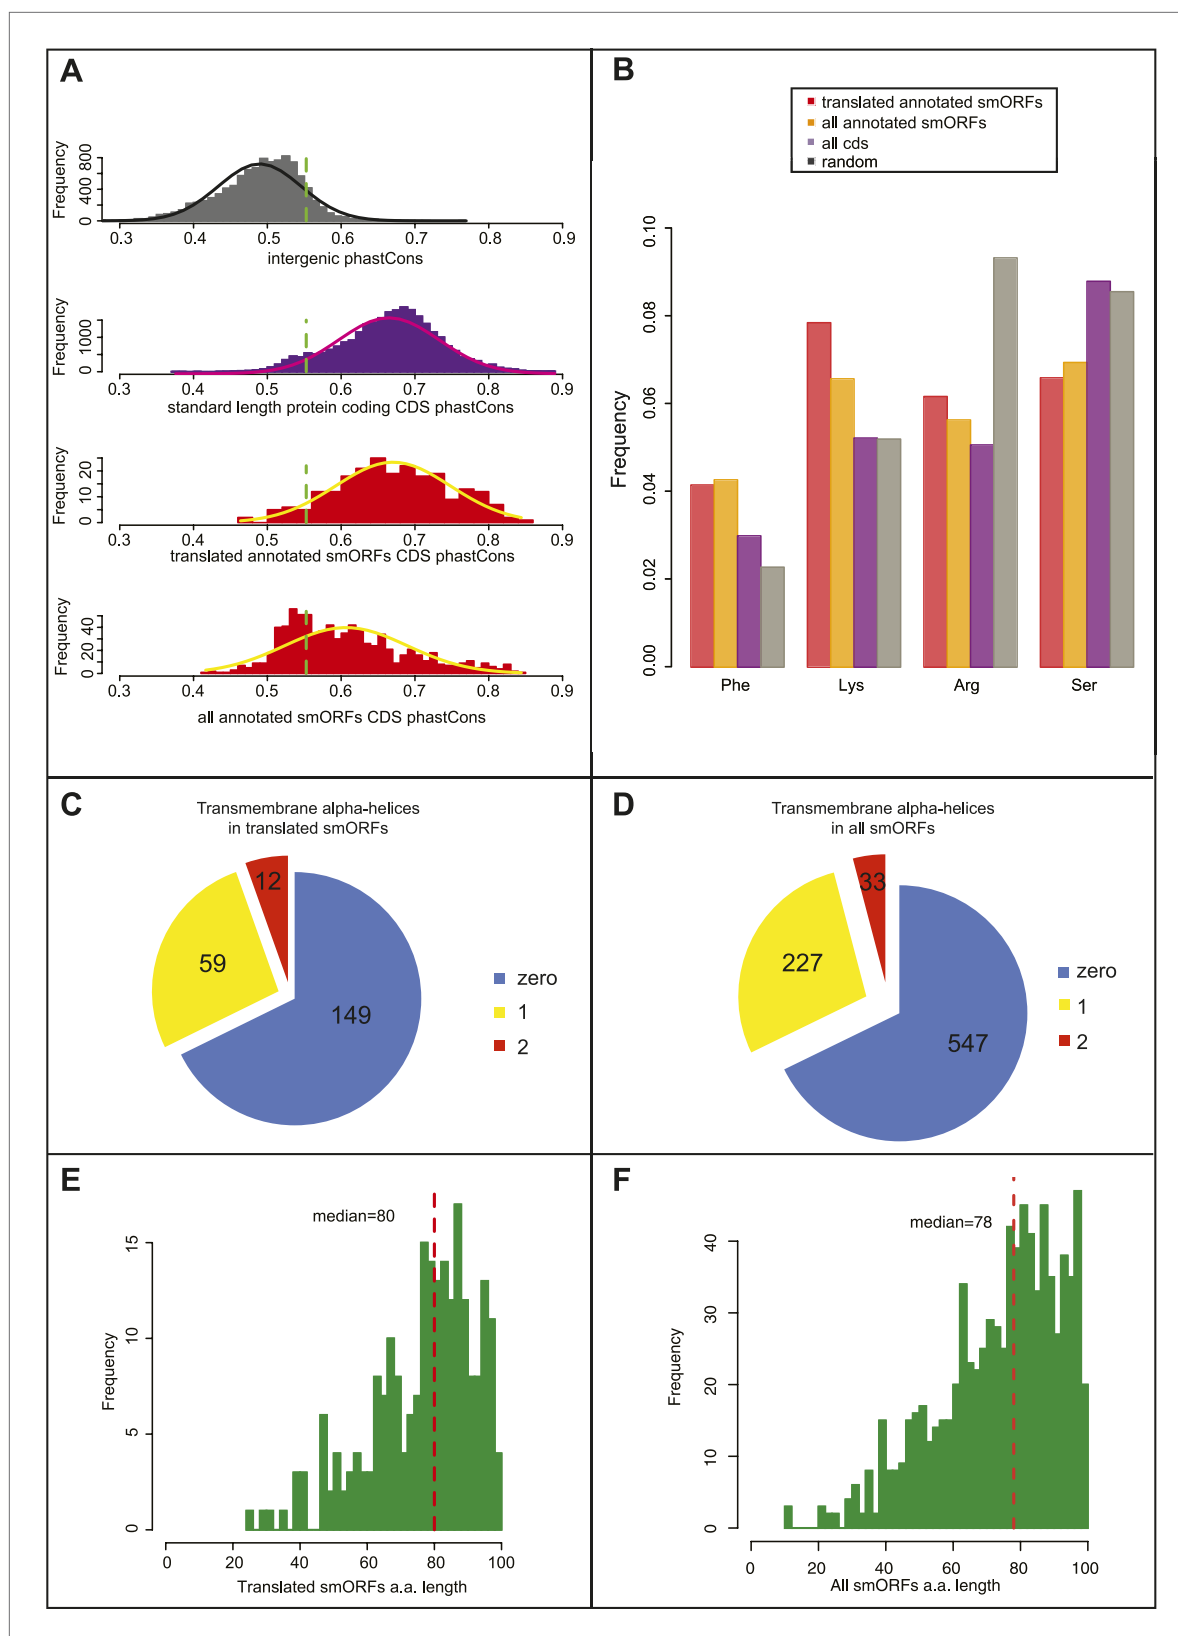 A
Frequency
0 400 800
0.3 0.4 0.5 0.6 0.7 0.8 0.9
intergenic phastCons
Frequency
0 1000
0.3 0.4 0.5 0.6 0.7 0.8 0.9
standard length protein coding CDS phastCons
Frequency
0 10 20
0.3 0.4 0.5 0.6 0.7 0.8 0.9
translated annotated smORFs CDS phastCons
Frequency
0 20 40
0.3 0.4 0.5 0.6 0.7 0.8 0.9
all annotated smORFs CDS phastCons
B
translated annotated smORFs
all annotated smORFs
all cds
random
Frequency
0.00 0.02 0.04 0.06 0.08 0.10
Phe Lys Arg Ser
C
Transmembrane alpha-helices
in translated smORFs
12
59
149
zero
1
2
D
Transmembrane alpha-helices
in all smORFs
33
227
547
zero
1
2
E
median=80
Frequency
0 5 10 15
0 20 40 60 80 100
Translated smORFs a.a. length
F
median=78
Frequency
0 10 20 30 40
0 20 40 60 80 100
All smORFs a.a. length